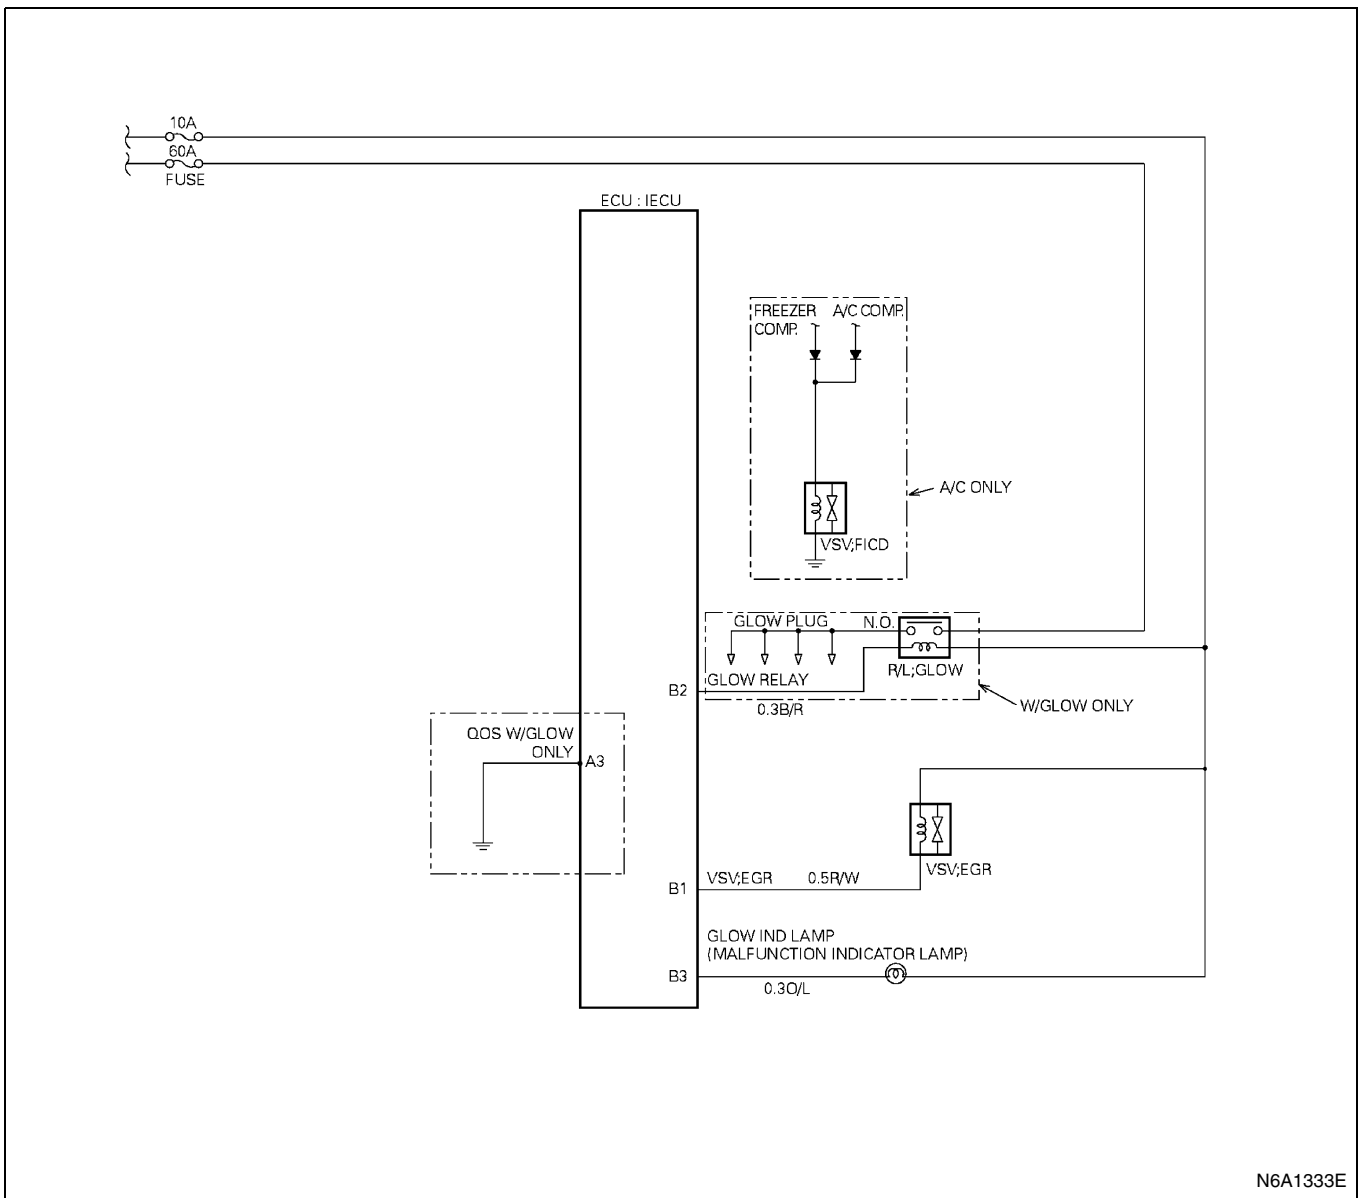 10A
60A
FUSE
ECU : IECU
FREEZER
COMP.
A/C COMP.
A/C ONLY
VSV;FICD
GLOW PLUG
N.O.
R/L;GLOW
GLOW RELAY
B2
0.3B/R
W/GLOW ONLY
QOS W/GLOW
ONLY
A3
VSV;EGR
B1
VSV;EGR 0.5R/W
GLOW IND LAMP
(MALFUNCTION INDICATOR LAMP)
B3
0.3O/L
N6A1333E